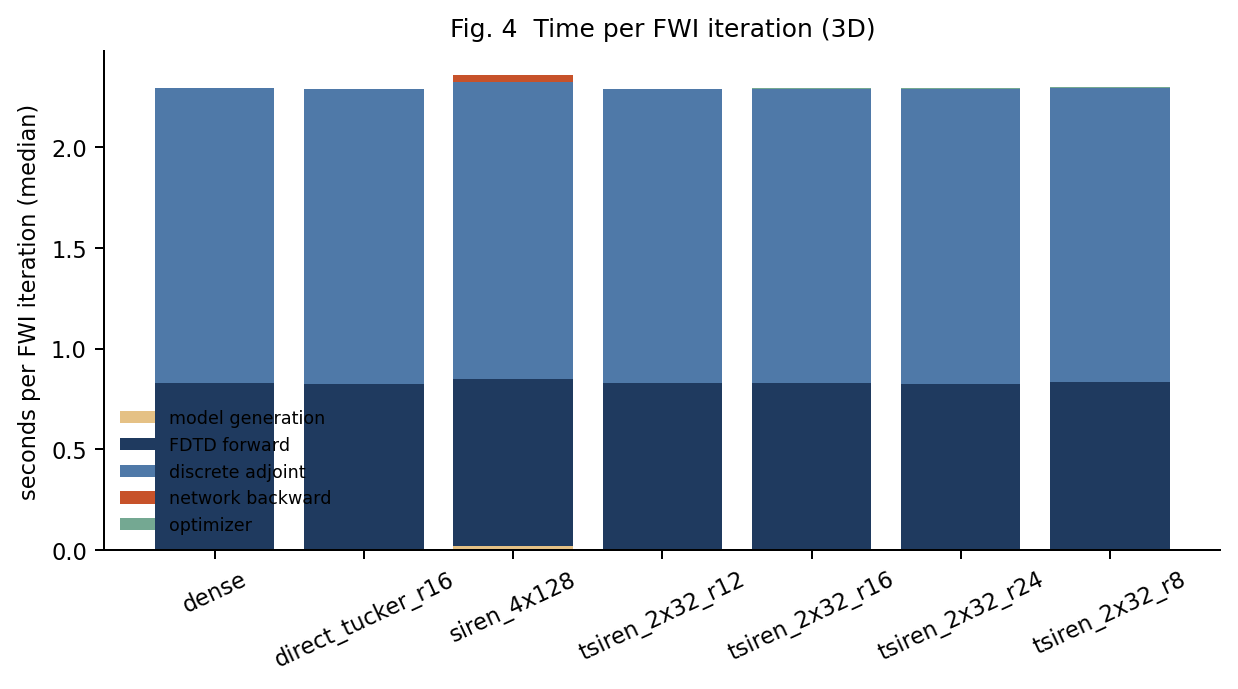 Fig. 4  Time per FWI iteration (3D)
seconds per FWI iteration (median)
2.0
1.5
1.0
0.5
0.0
model generation
FDTD forward
discrete adjoint
network backward
optimizer
dense
direct_tucker_r16
siren_4x128
tsiren_2x32_r12
tsiren_2x32_r16
tsiren_2x32_r24
tsiren_2x32_r8